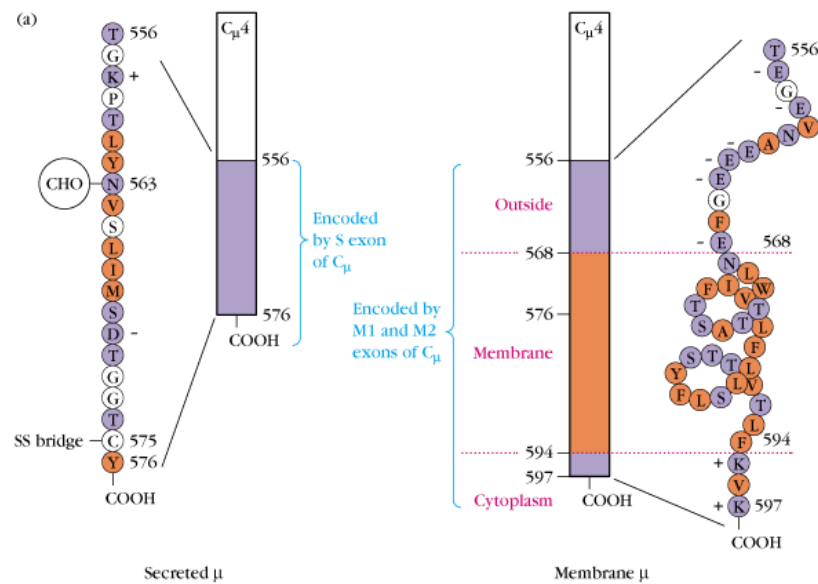 (a)
556
T
G
K +
P
T
L
Y
CHO N 563
V
S
L
I
M
S
D -
T
G
G
T
SS bridge C 575
Y 576
COOH
Cμ4
556
Encoded
by S exon
of Cμ
576
COOH
Secreted μ
Cμ4
556
Outside
568
Encoded by
M1 and M2
exons of Cμ
576
Membrane
594
597
Cytoplasm
COOH
Membrane μ
T 556
- E
G
- E
V
N A
- E E
- E
G
F
- E 568
N
F I L W
T V T
S A T L
F
S T T L
Y L V
F L S T
L
F 594
+ K
V
+ K 597
COOH